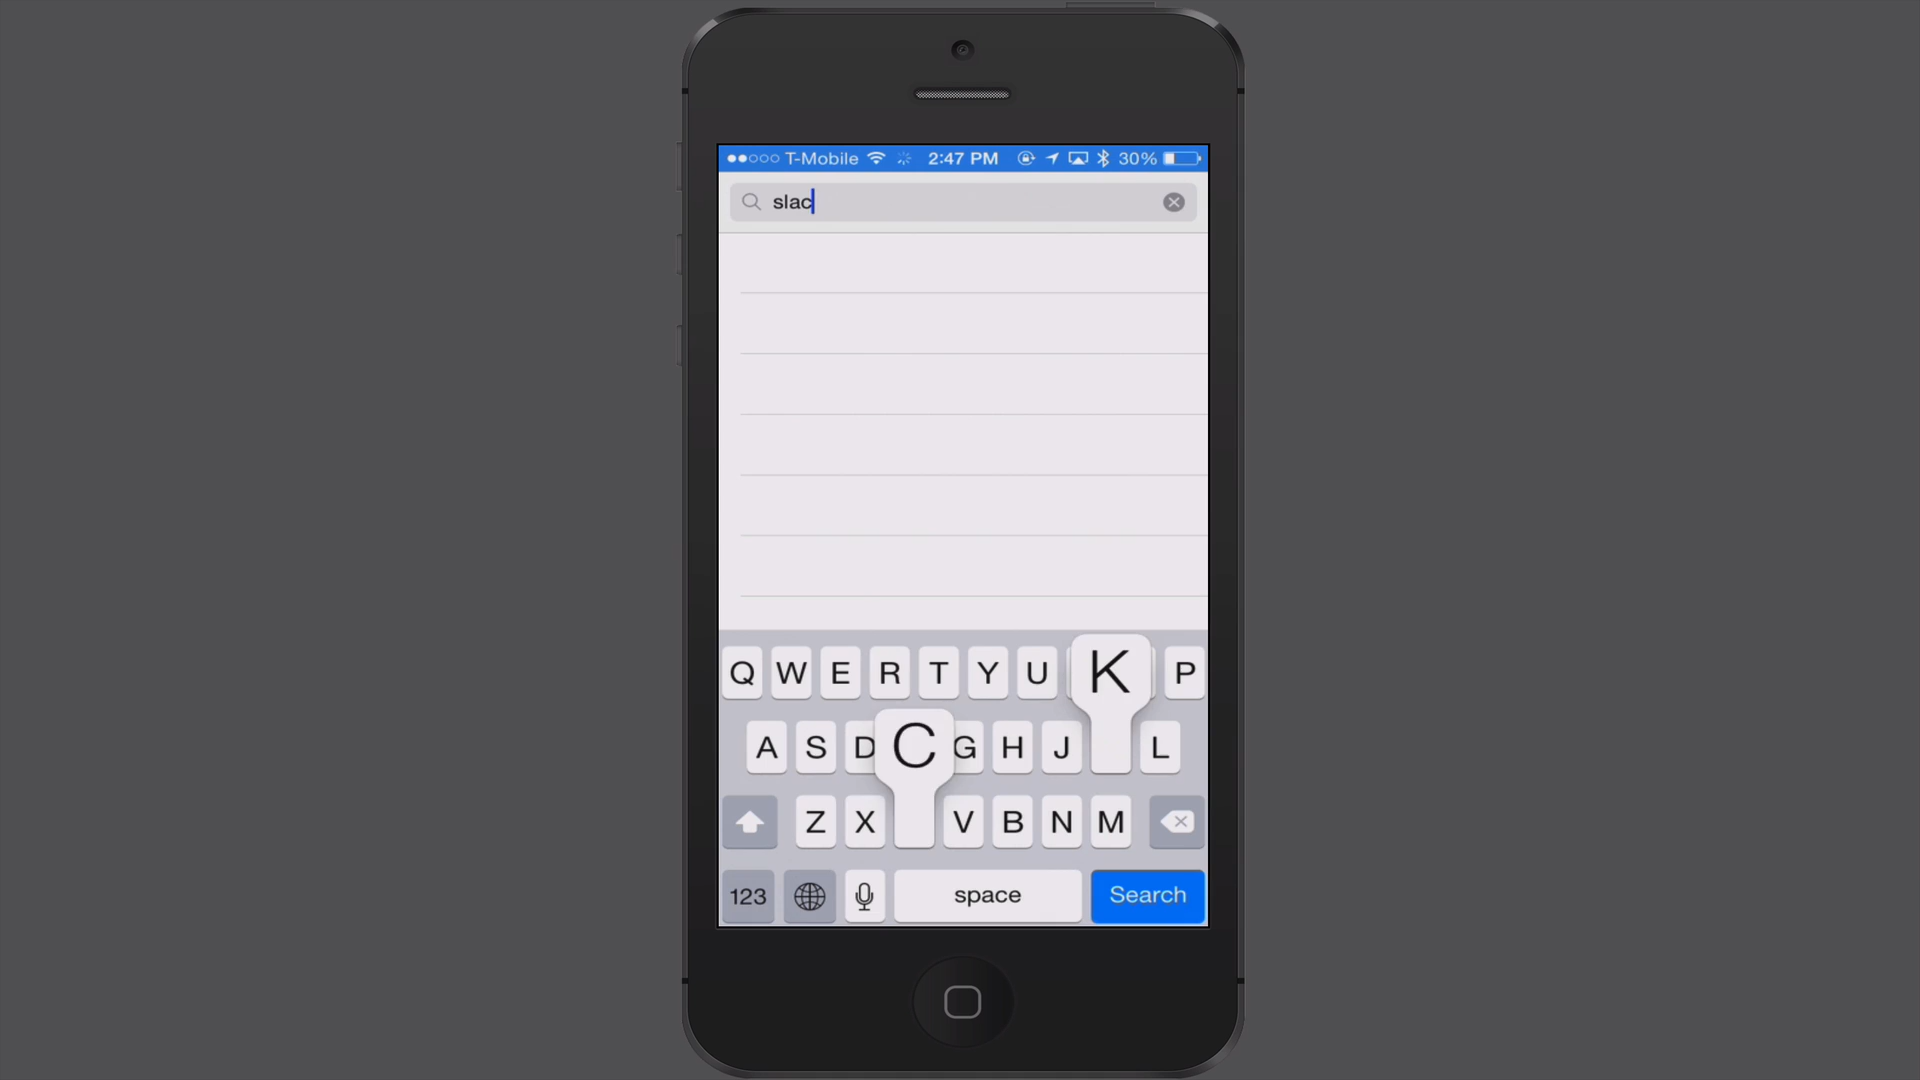 T-Mobile 2:47 PM 30%
slac
Q W E R T Y U K P
A S D C G H J L
Z X V B N M
123 space Search